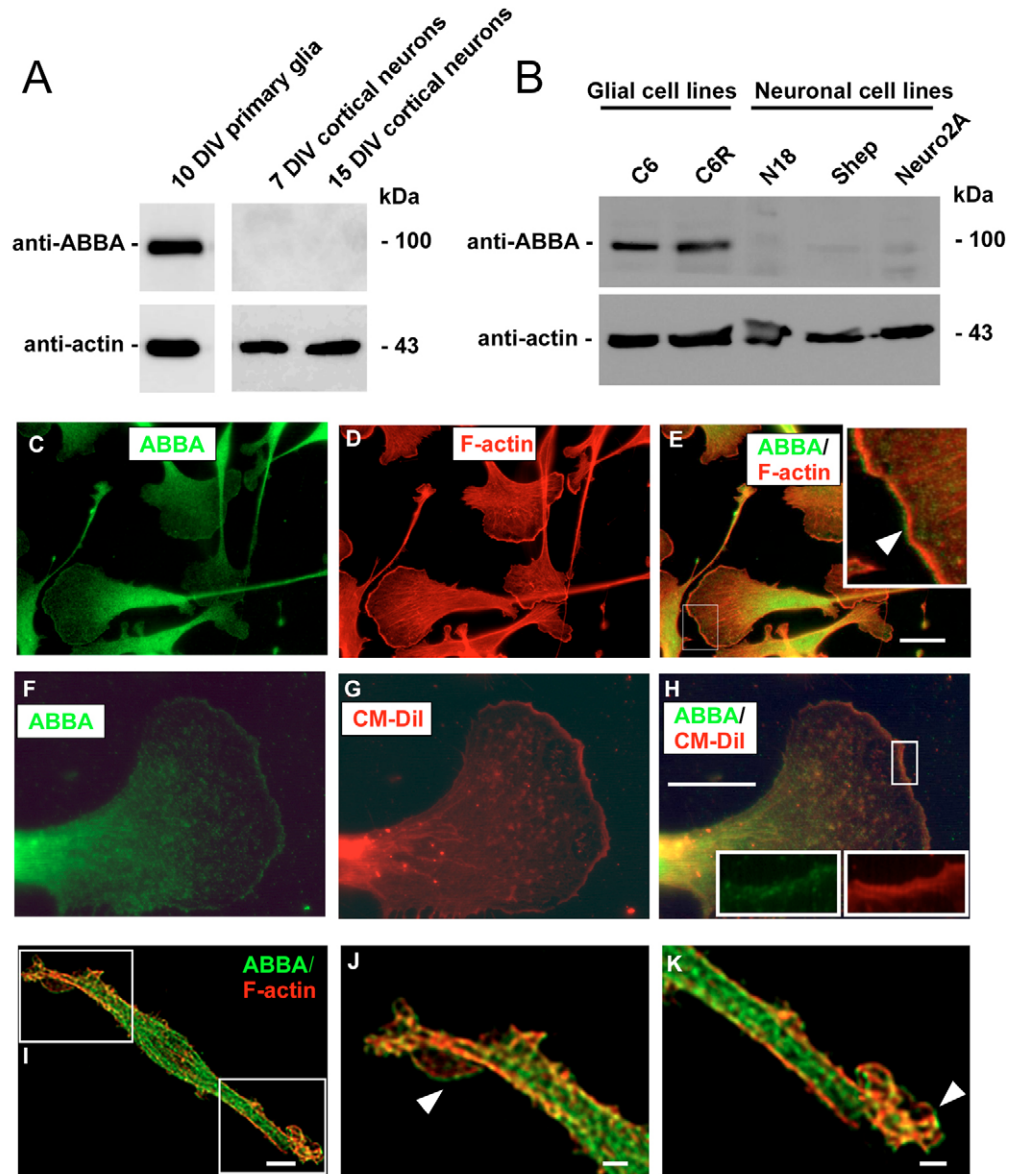 A
10 DIV primary glia
7 DIV cortical neurons
15 DIV cortical neurons
kDa
anti-ABBA -
- 100
anti-actin -
- 43
B
Glial cell lines
Neuronal cell lines
C6
C6R
N18
Shep
Neuro2A
kDa
anti-ABBA -
- 100
anti-actin -
- 43
C
ABBA
D
F-actin
E
ABBA/
F-actin
F
ABBA
G
CM-DiI
H
ABBA/
CM-DiI
I
ABBA/
F-actin
J
K